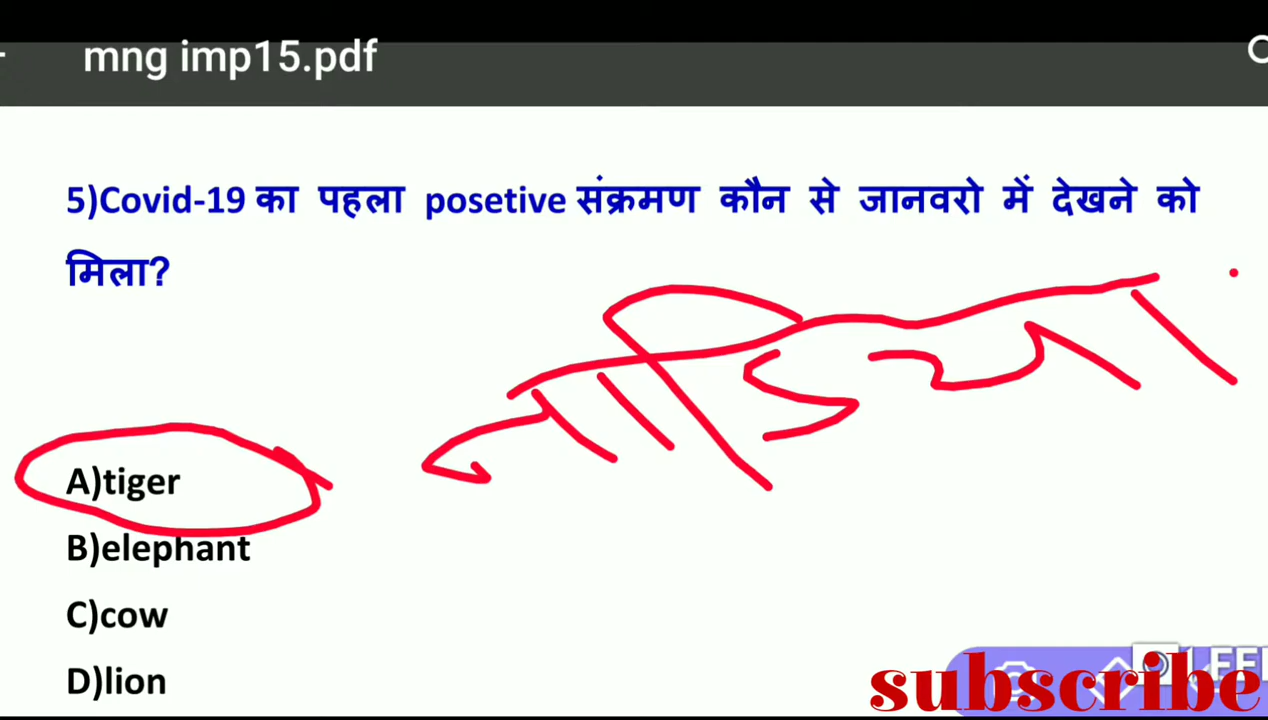 mng imp15.pdf
5)Covid-19 का पहला posetive संक्रमण कौन से जानवरो में देखने को
मिला?
A)tiger
B)elephant
C)cow
D)lion
subscribe